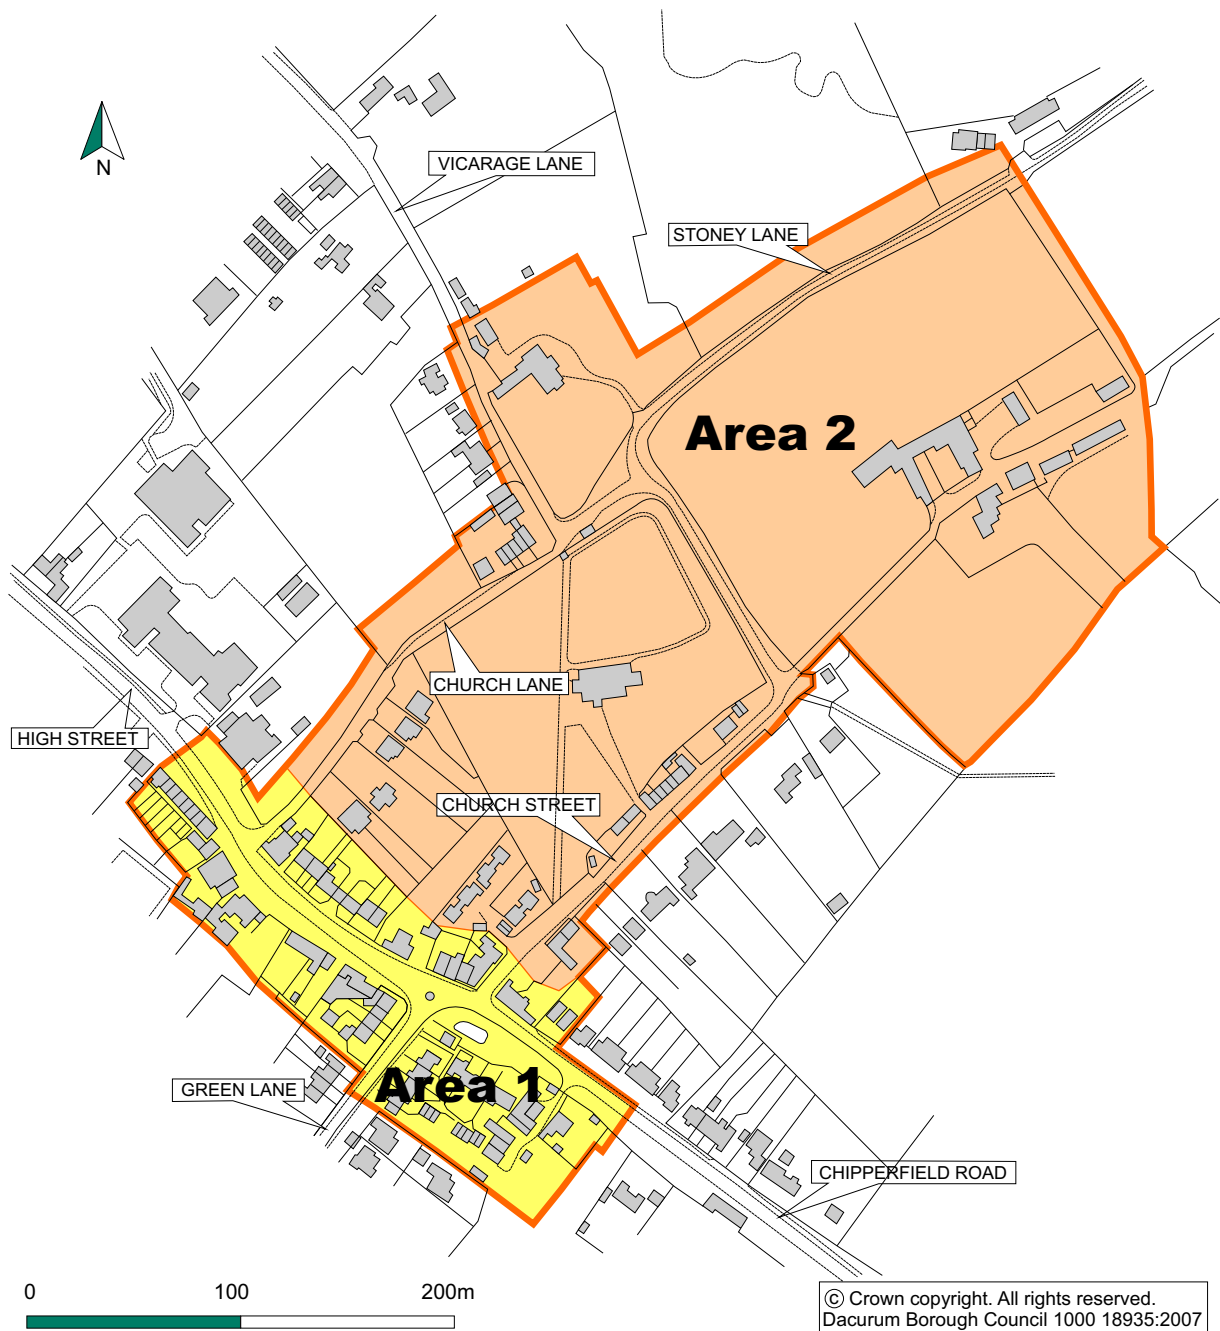 N
VICARAGE LANE
STONEY LANE
Area 2
CHURCH LANE
HIGH STREET
CHURCH STREET
Area 1
GREEN LANE
CHIPPERFIELD ROAD
0 100 200m
© Crown copyright. All rights reserved.
Dacurum Borough Council 1000 18935:2007